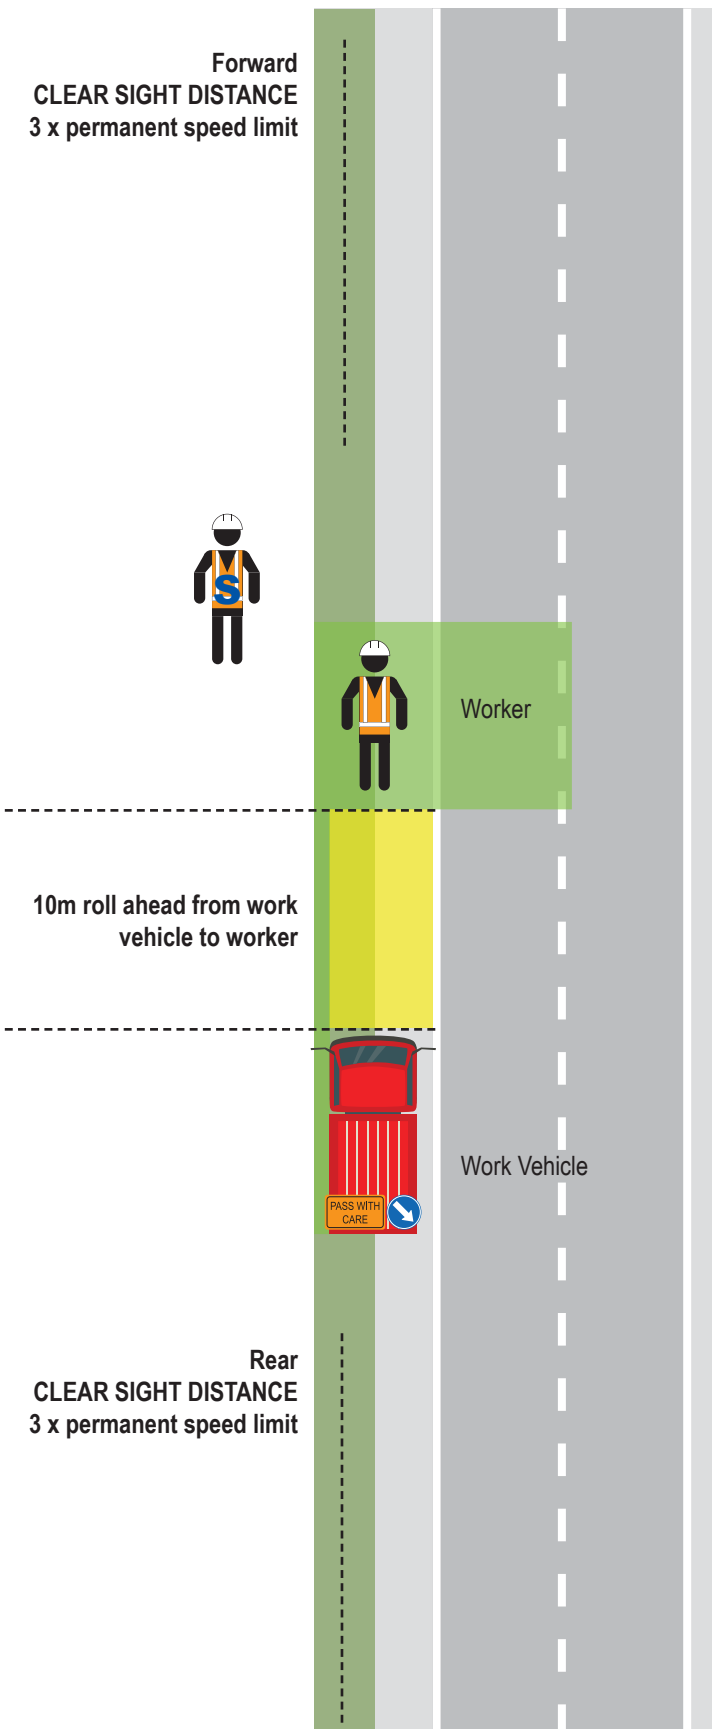 Forward
CLEAR SIGHT DISTANCE
3 x permanent speed limit
S
Worker
10m roll ahead from work
vehicle to worker
Work Vehicle
PASS WITH
CARE
Rear
CLEAR SIGHT DISTANCE
3 x permanent speed limit